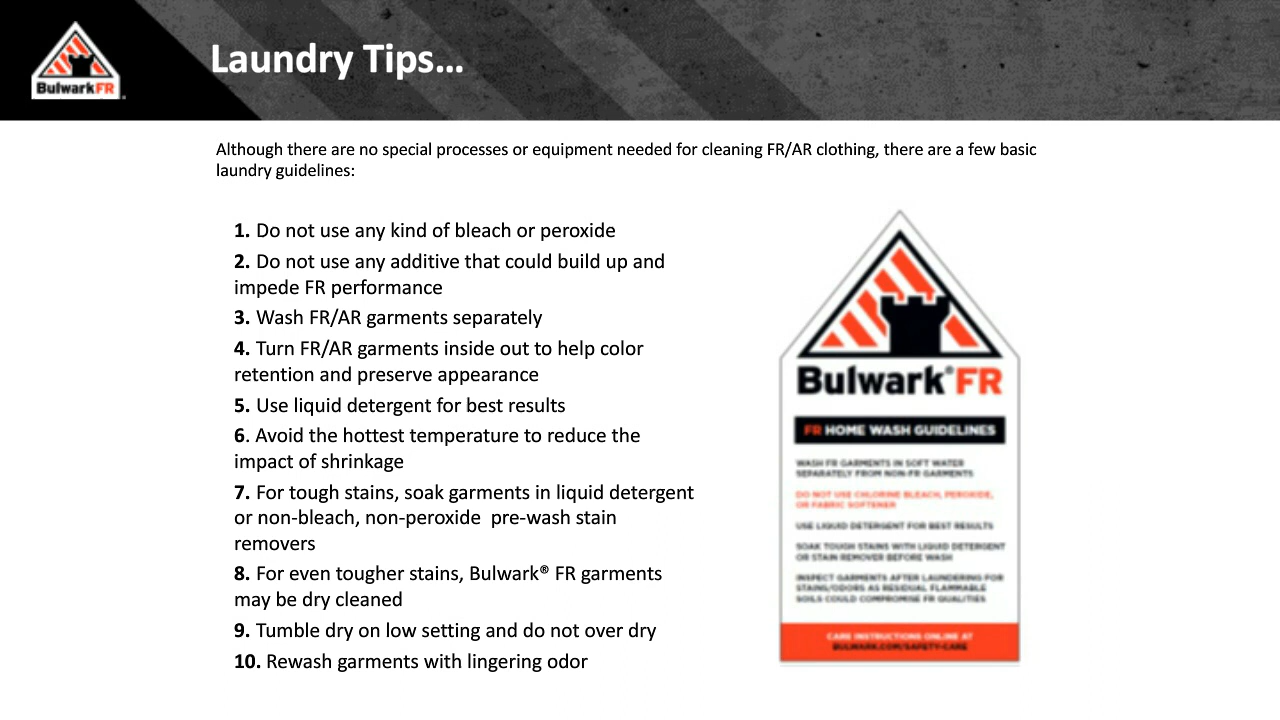 BulwarkFR
Laundry Tips...
Although there are no special processes or equipment needed for cleaning FR/AR clothing, there are a few basic
laundry guidelines:
1. Do not use any kind of bleach or peroxide
2. Do not use any additive that could build up and
impede FR performance
3. Wash FR/AR garments separately
4. Turn FR/AR garments inside out to help color
retention and preserve appearance
5. Use liquid detergent for best results
6. Avoid the hottest temperature to reduce the
impact of shrinkage
7. For tough stains, soak garments in liquid detergent
or non-bleach, non-peroxide  pre-wash stain
removers
8. For even tougher stains, Bulwark® FR garments
may be dry cleaned
9. Tumble dry on low setting and do not over dry
10. Rewash garments with lingering odor
Bulwark®FR
FR HOME WASH GUIDELINES
WASH FR GARMENTS IN SOFT WATER
SEPARATELY FROM NON-FR GARMENTS
DO NOT USE CHLORINE BLEACH, PEROXIDE,
OR FABRIC SOFTENER
USE LIQUID DETERGENT FOR BEST RESULTS
SOAK TOUGH STAINS WITH LIQUID DETERGENT
OR STAIN REMOVER BEFORE WASH
INSPECT GARMENTS AFTER LAUNDERING FOR
STAINS/ODORS AS RESIDUAL FLAMMABLE
SOILS COULD COMPROMISE FR QUALITIES
CARE INSTRUCTIONS ONLINE AT
BULWARK.COM/SAFETY-CARE